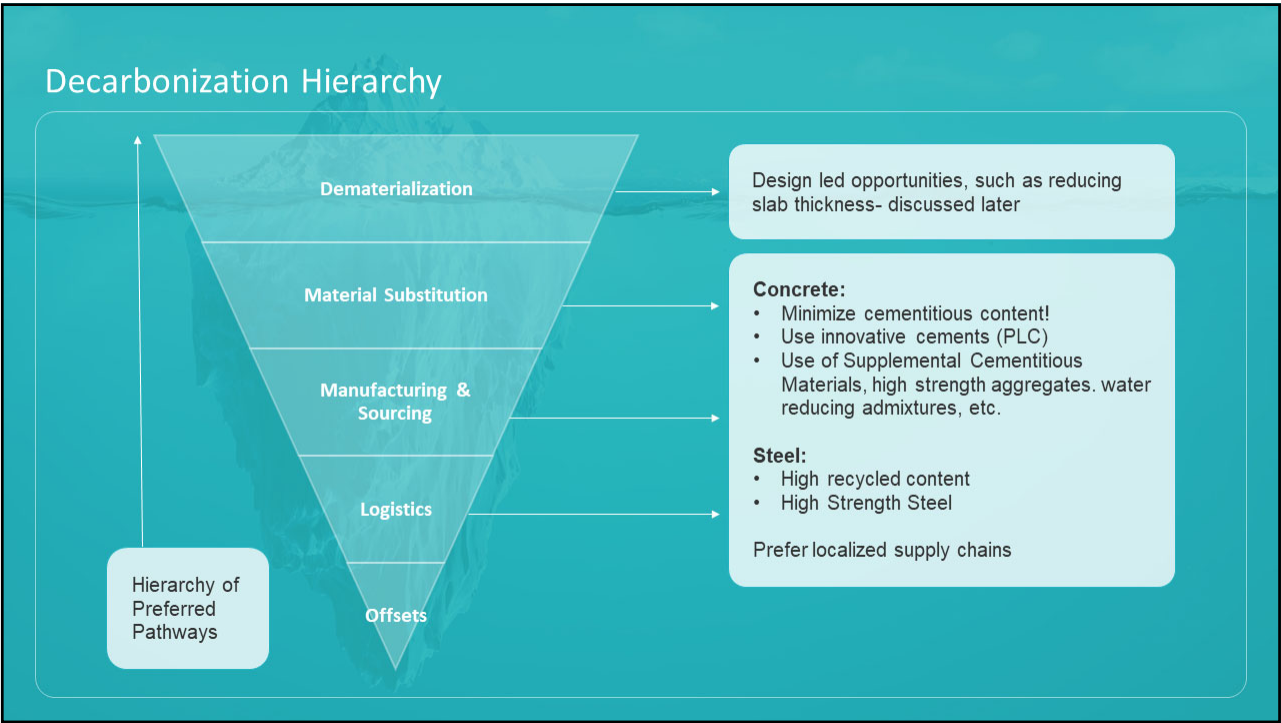 Decarbonization Hierarchy
Dematerialization
Material Substitution
Manufacturing &
Sourcing
Logistics
Offsets
Hierarchy of
Preferred
Pathways
Design led opportunities, such as reducing
slab thickness- discussed later
Concrete:
• Minimize cementitious content!
• Use innovative cements (PLC)
• Use of Supplemental Cementitious
Materials, high strength aggregates. water
reducing admixtures, etc.
Steel:
• High recycled content
• High Strength Steel
Prefer localized supply chains